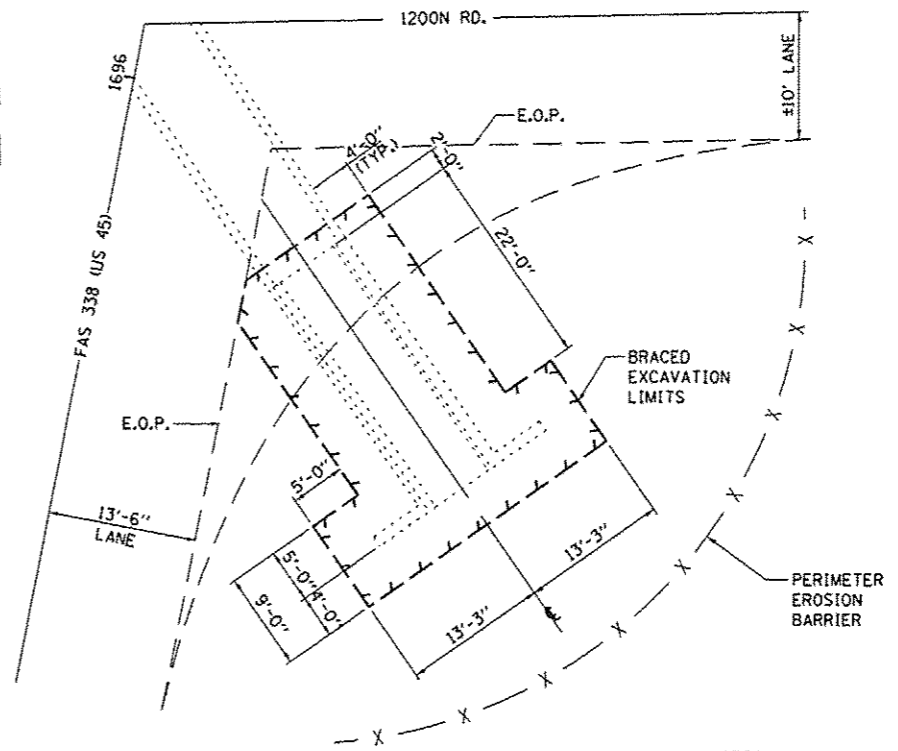 1200N RD.
1696
±10' LANE
E.O.P.
4'-0"
(TYP.)
2'-0"
22'-0"
FAS 338 (US 45)
BRACED
EXCAVATION
LIMITS
E.O.P.
5'-0"
13'-6"
LANE
5'-0"
4'-0"
9'-0"
13'-3"
13'-3"
℄
PERIMETER
EROSION
BARRIER
X
X
X
X
X
X
X
X
X